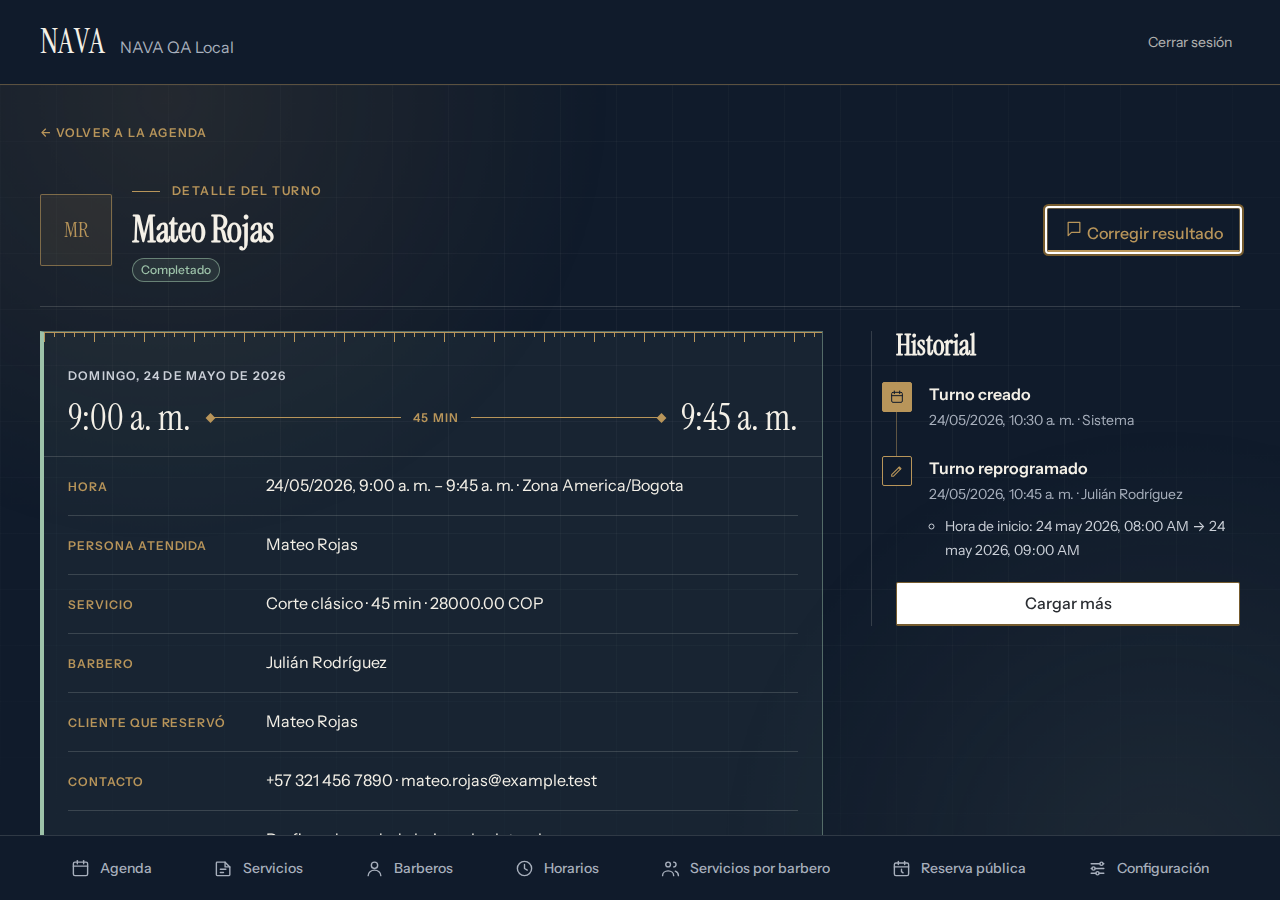 NAVA NAVA QA Local
Cerrar sesión
← VOLVER A LA AGENDA
DETALLE DEL TURNO
MR
Mateo Rojas
Completado
Corregir resultado
DOMINGO, 24 DE MAYO DE 2026
9:00 a. m. 45 MIN 9:45 a. m.
HORA 24/05/2026, 9:00 a. m. – 9:45 a. m. · Zona America/Bogota
PERSONA ATENDIDA Mateo Rojas
SERVICIO Corte clásico · 45 min · 28000.00 COP
BARBERO Julián Rodríguez
CLIENTE QUE RESERVÓ Mateo Rojas
CONTACTO +57 321 456 7890 · mateo.rojas@example.test
Historial
Turno creado
24/05/2026, 10:30 a. m. · Sistema
Turno reprogramado
24/05/2026, 10:45 a. m. · Julián Rodríguez
Hora de inicio: 24 may 2026, 08:00 AM → 24
may 2026, 09:00 AM
Cargar más
Agenda
Servicios
Barberos
Horarios
Servicios por barbero
Reserva pública
Configuración